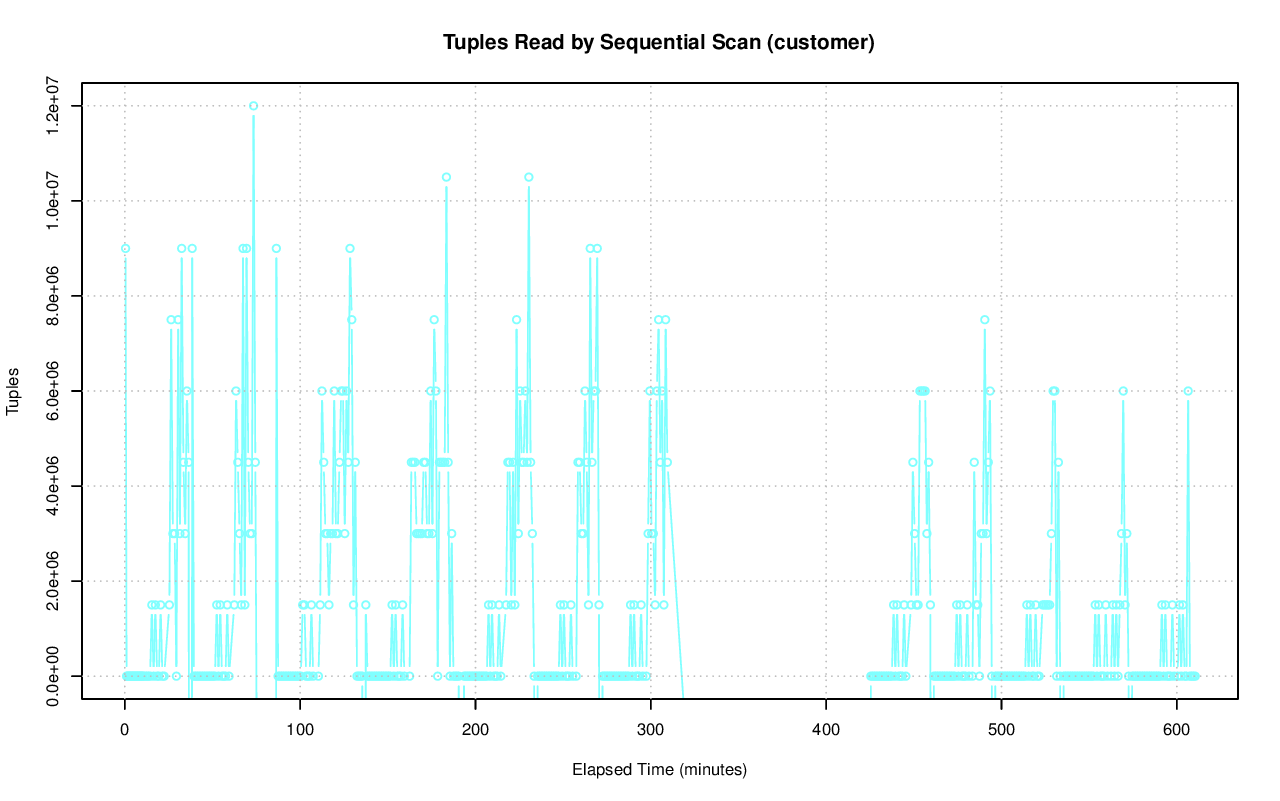 Tuples Read by Sequential Scan (customer)
1.2e+07
1.0e+07
8.0e+06
6.0e+06
4.0e+06
2.0e+06
0.0e+00
Tuples
0 100 200 300 400 500 600
Elapsed Time (minutes)